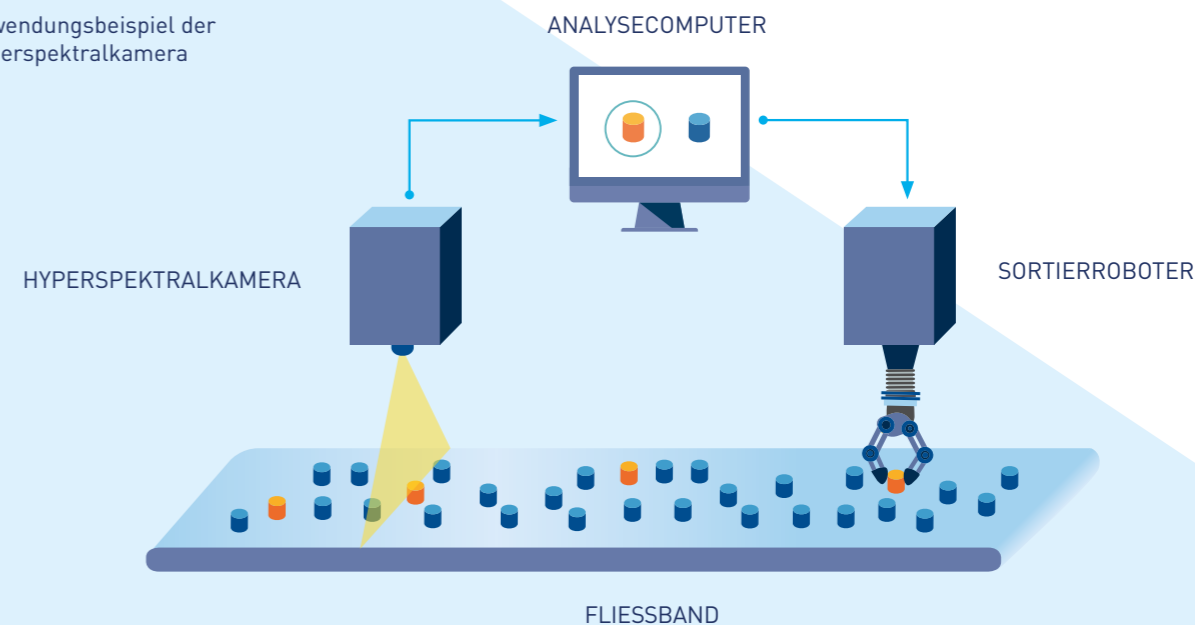 wendungsbeispiel der
erspektralkamera
ANALYSECOMPUTER
HYPERSPEKTRALKAMERA
SORTIERROBOTER
FLIESSBAND